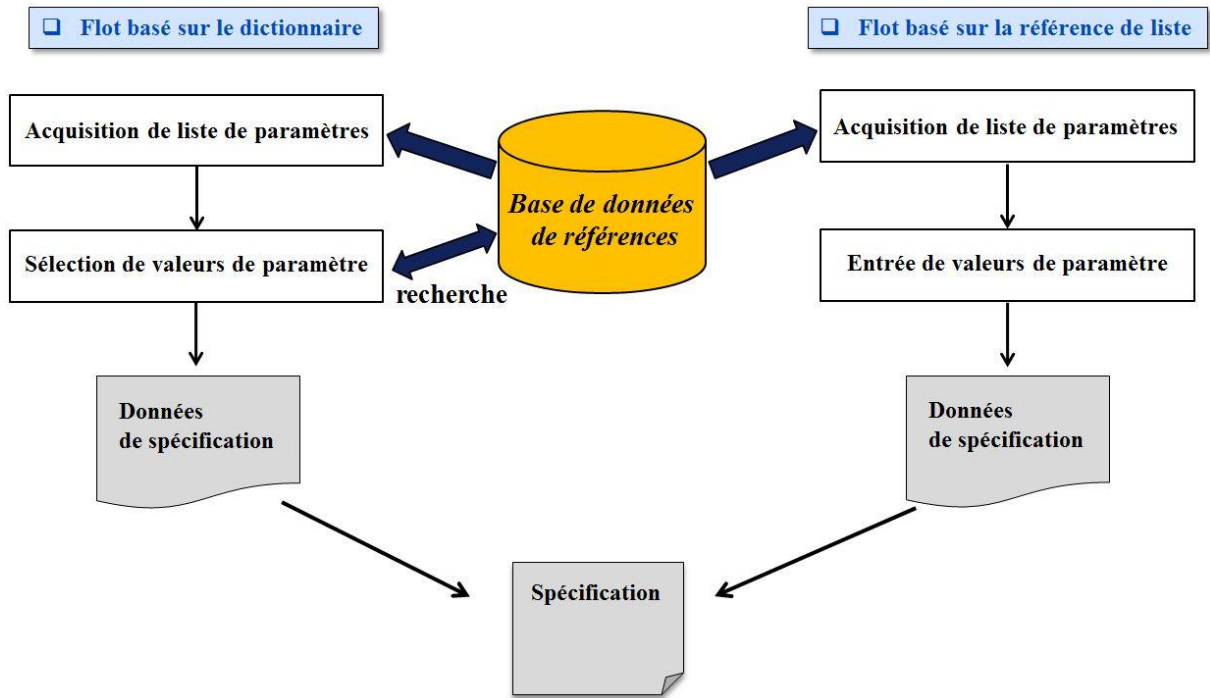 Flot basé sur le dictionnaire
Flot basé sur la référence de liste
Acquisition de liste de paramètres
Acquisition de liste de paramètres
Base de données
de références
Sélection de valeurs de paramètre
Entrée de valeurs de paramètre
recherche
Données
de spécification
Données
de spécification
Spécification